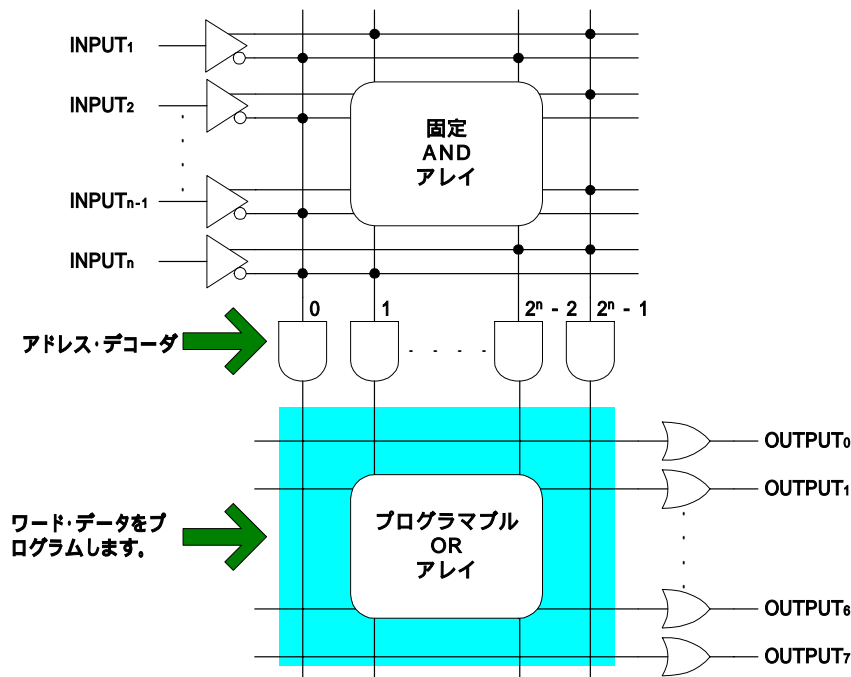 INPUT₁
INPUT₂
固定
AND
アレイ
INPUTn-1
INPUTn
0
1
2ⁿ - 2
2ⁿ - 1
アドレス・デコーダ
OUTPUT₀
OUTPUT₁
ワード・データをプ
ログラムします。
プログラマブル
OR
アレイ
OUTPUT₆
OUTPUT₇